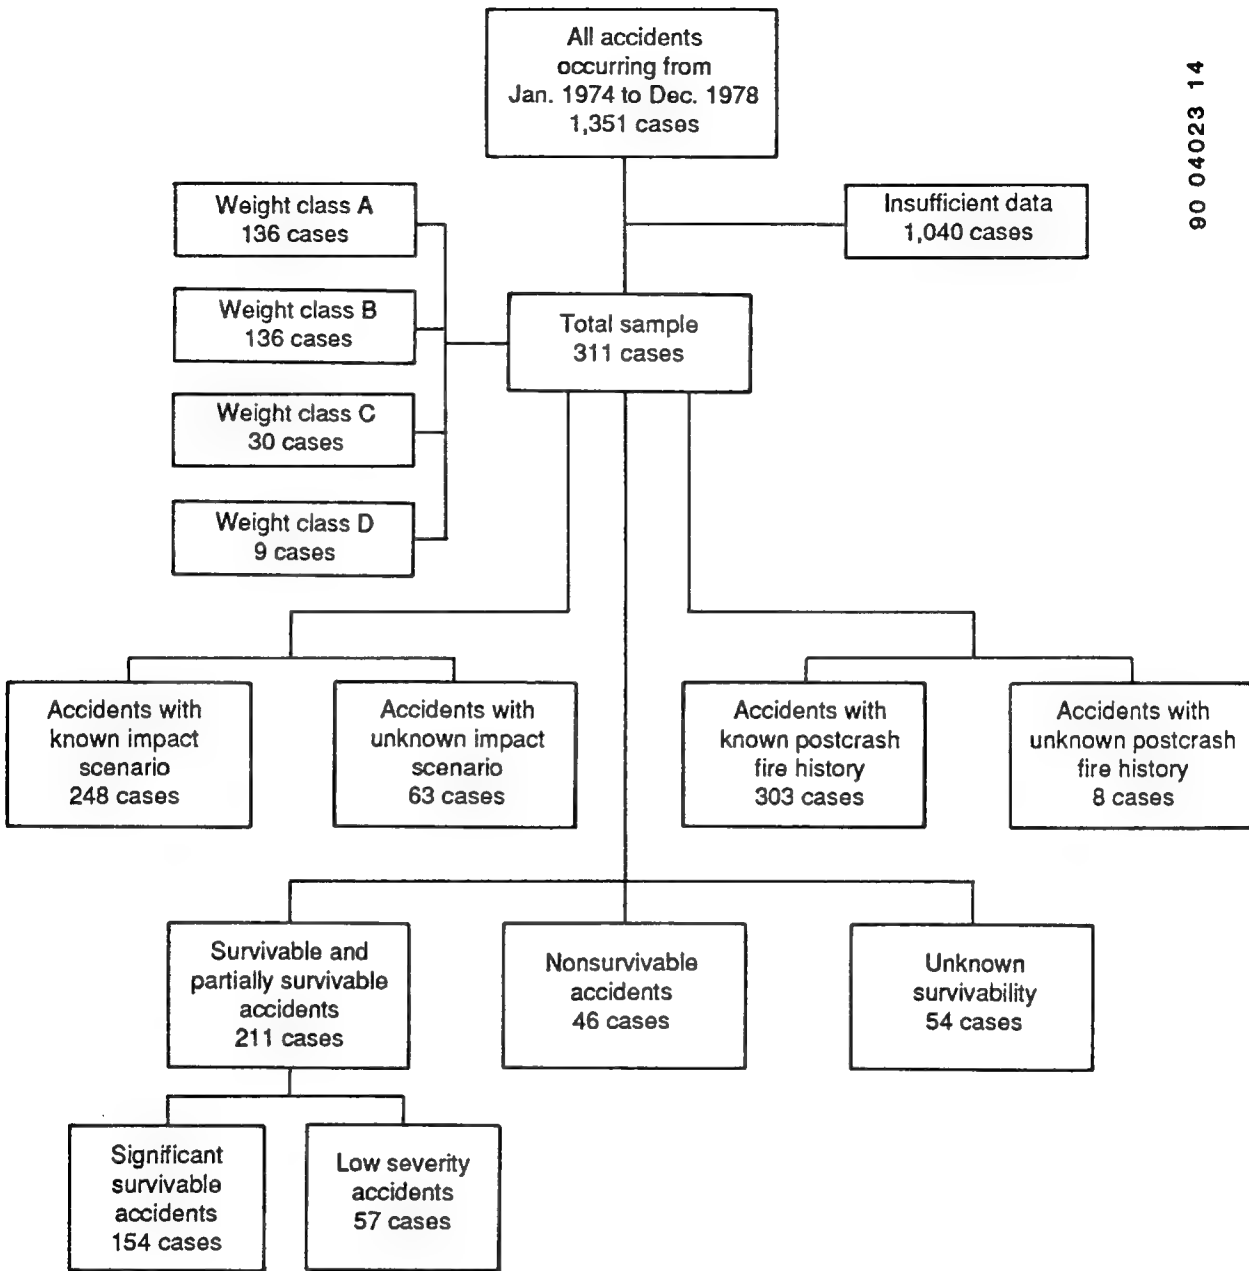 All accidents
occurring from
Jan. 1974 to Dec. 1978
1,351 cases
90 04023 14
Weight class A
136 cases
Insufficient data
1,040 cases
Weight class B
136 cases
Total sample
311 cases
Weight class C
30 cases
Weight class D
9 cases
Accidents with
known impact
scenario
248 cases
Accidents with
unknown impact
scenario
63 cases
Accidents with
known postcrash
fire history
303 cases
Accidents with
unknown postcrash
fire history
8 cases
Survivable and
partially survivable
accidents
211 cases
Nonsurvivable
accidents
46 cases
Unknown
survivability
54 cases
Significant
survivable
accidents
154 cases
Low severity
accidents
57 cases